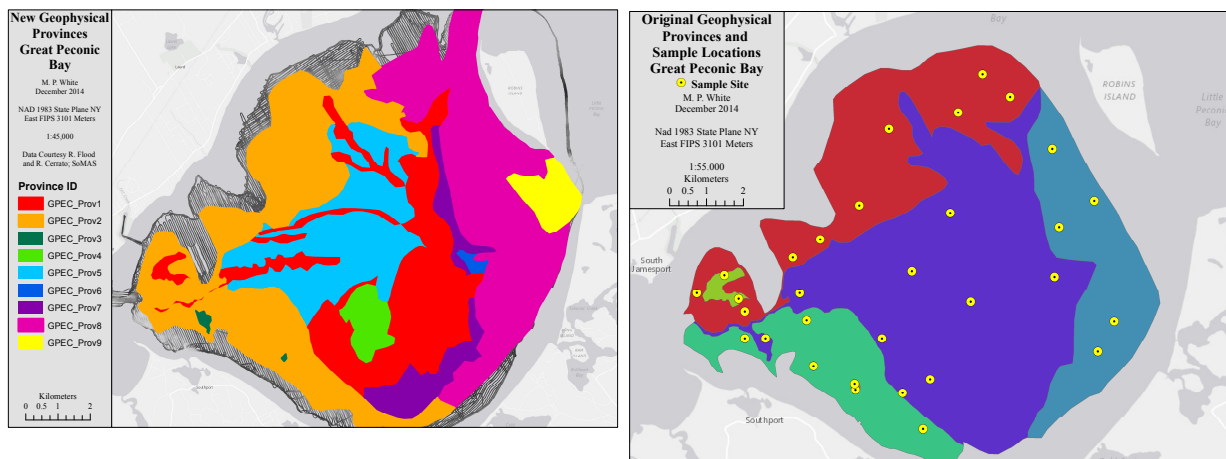 New Geophysical
Provinces
Great Peconic
Bay
M. P. White
December 2014
NAD 1983 State Plane NY
East FIPS 3101 Meters
1:45,000
Data Courtesy R. Flood
and R. Cerrato; SoMAS
Province ID
GPEC_Prov1
GPEC_Prov2
GPEC_Prov3
GPEC_Prov4
GPEC_Prov5
GPEC_Prov6
GPEC_Prov7
GPEC_Prov8
GPEC_Prov9
Kilometers
0 0.5 1 2
ROBINS
ISLAND
Southport
Original Geophysical
Provinces and
Sample Locations
Great Peconic Bay
Sample Site
M. P. White
December 2014
Nad 1983 State Plane NY
East FIPS 3101 Meters
1:55.000
Kilometers
0 0.5 1 2
Bay
ROBINS
ISLAND
Little
Peconic
Bay
South
Jamesport
Southport